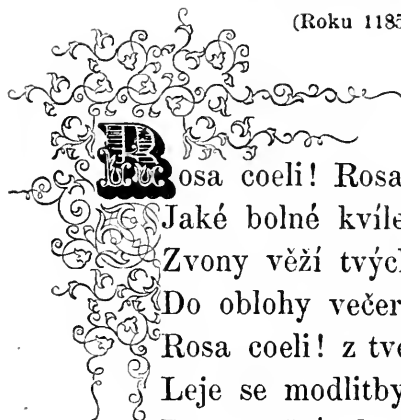 (Roku 1185
Rosa coeli! Rosa
Jaké bolné kvíle
Zvony věží tvých
Do oblohy večer
Rosa coeli! z tve
Leje se modlitby